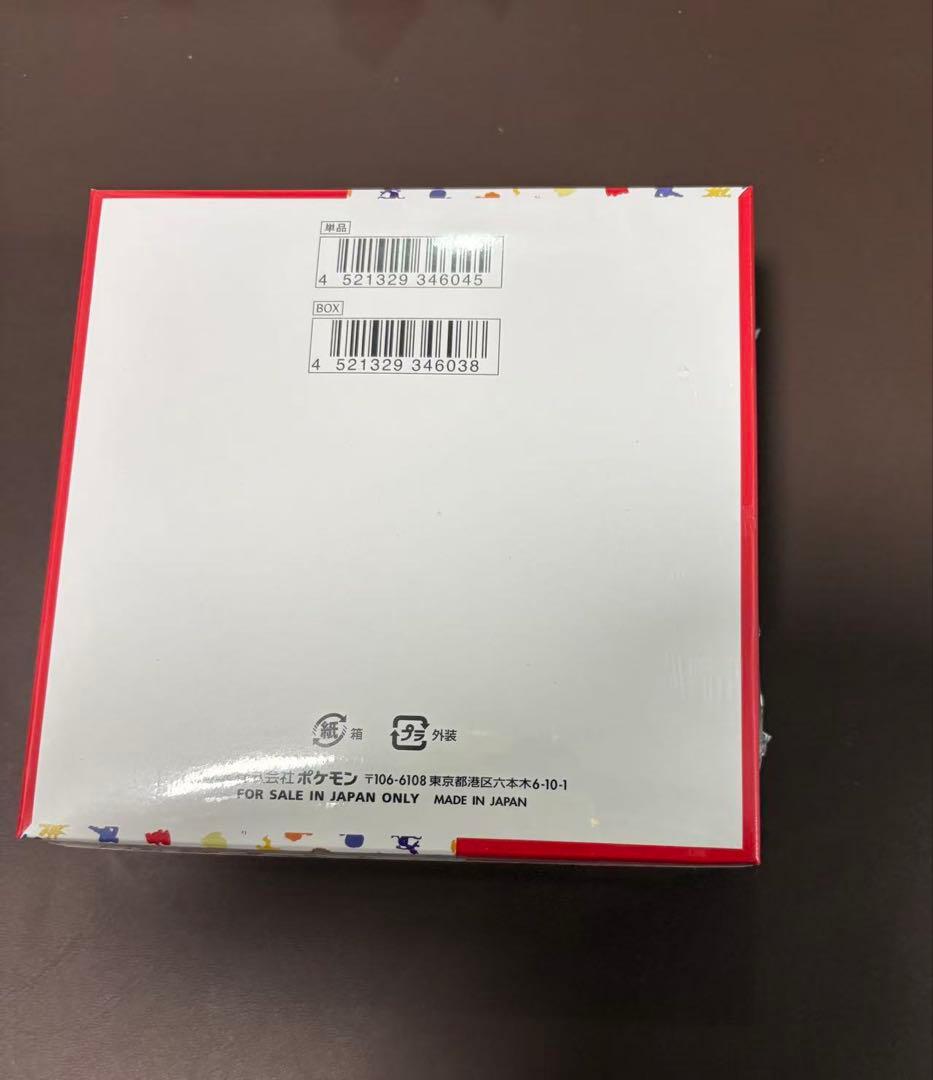 単品
4 521329 346045
BOX
4 521329 346038
紙 箱 プラ 外装
会社ポケモン 〒106-6108 東京都港区六本木6-10-1
FOR SALE IN JAPAN ONLY MADE IN JAPAN